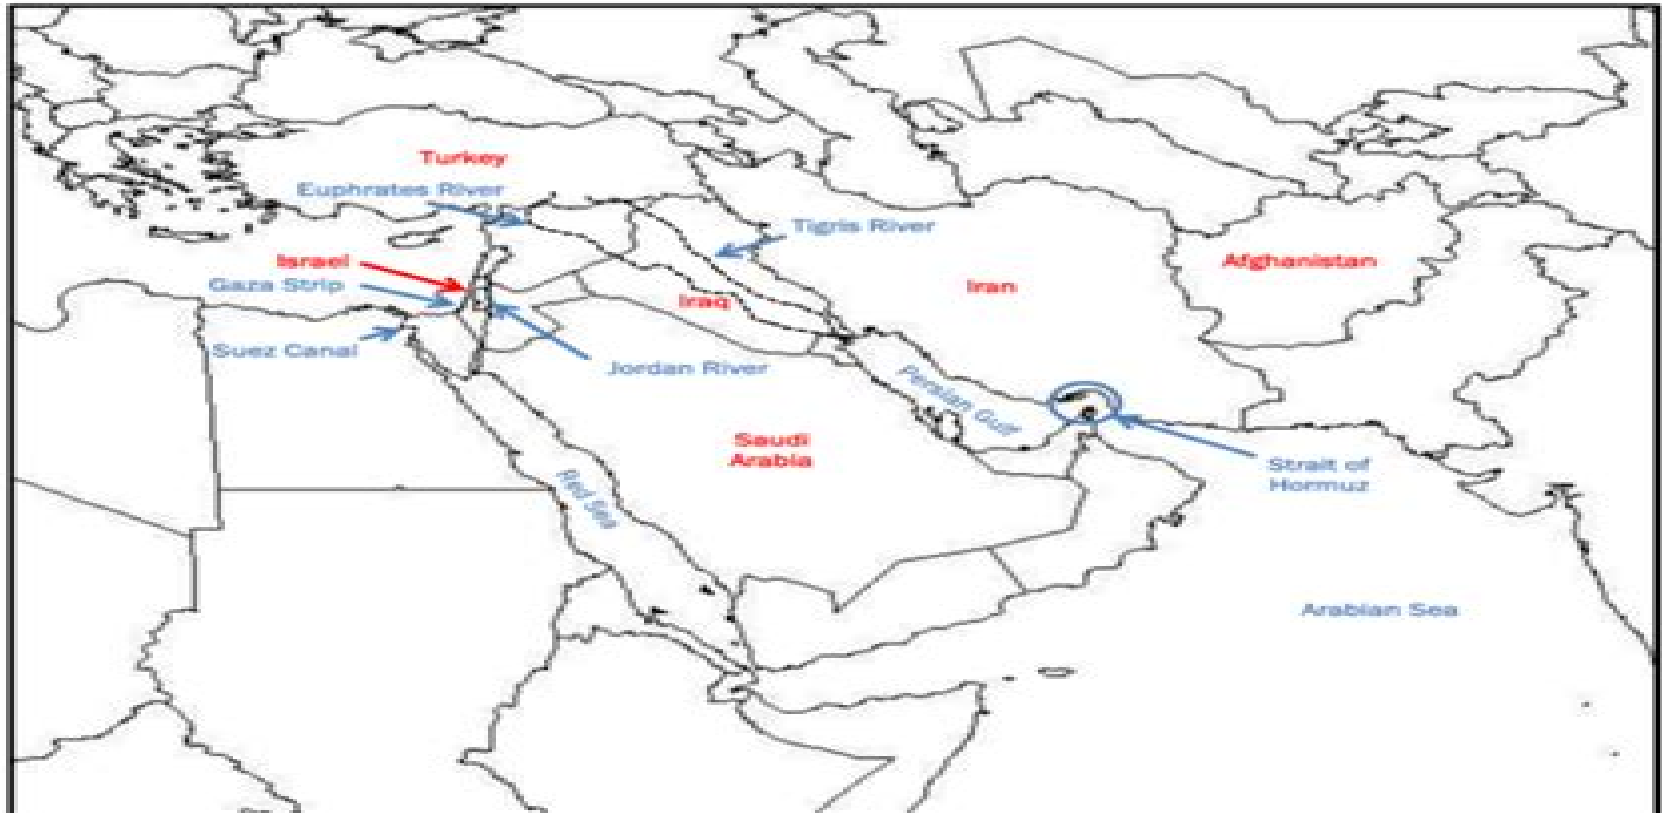 Turkey
Euphrates River
Tigris River
Israel
Gaza Strip
Afghanistan
Iran
Iraq
Suez Canal
Jordan River
Persian Gulf
Saudi
Arabia
Strait of
Hormuz
Red Sea
Arabian Sea